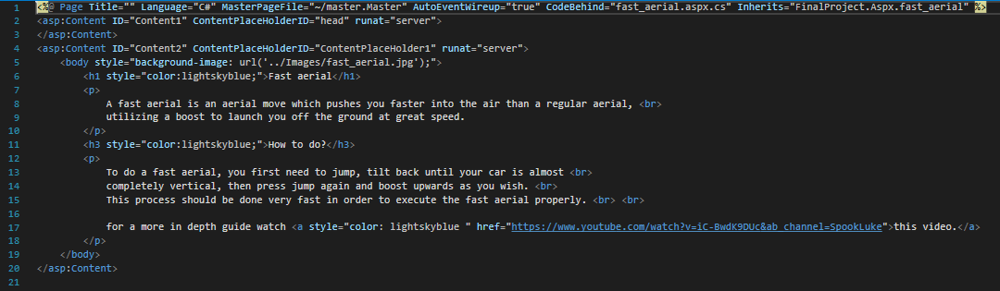 1 <%@ Page Title="" Language="C#" MasterPageFile="~/master.Master" AutoEventWireup="true" CodeBehind="fast_aerial.aspx.cs" Inherits="FinalProject.Aspx.fast_aerial" %>
2 <asp:Content ID="Content1" ContentPlaceHolderID="head" runat="server">
3 </asp:Content>
4 <asp:Content ID="Content2" ContentPlaceHolderID="ContentPlaceHolder1" runat="server">
5 <body style="background-image: url('../Images/fast_aerial.jpg');">
6 <h1 style="color:lightskyblue;">Fast aerial</h1>
7 <p>
8 A fast aerial is an aerial move which pushes you faster into the air than a regular aerial, <br>
9 utilizing a boost to launch you off the ground at great speed.
10 </p>
11 <h3 style="color:lightskyblue;">How to do?</h3>
12 <p>
13 To do a fast aerial, you first need to jump, tilt back until your car is almost <br>
14 completely vertical, then press jump again and boost upwards as you wish. <br>
15 This process should be done very fast in order to execute the fast aerial properly. <br> <br>
16
17 for a more in depth guide watch <a style="color: lightskyblue " href="https://www.youtube.com/watch?v=iC-BwdK9DUc&ab_channel=SpookLuke">this video.</a>
18 </p>
19 </body>
20 </asp:Content>
21